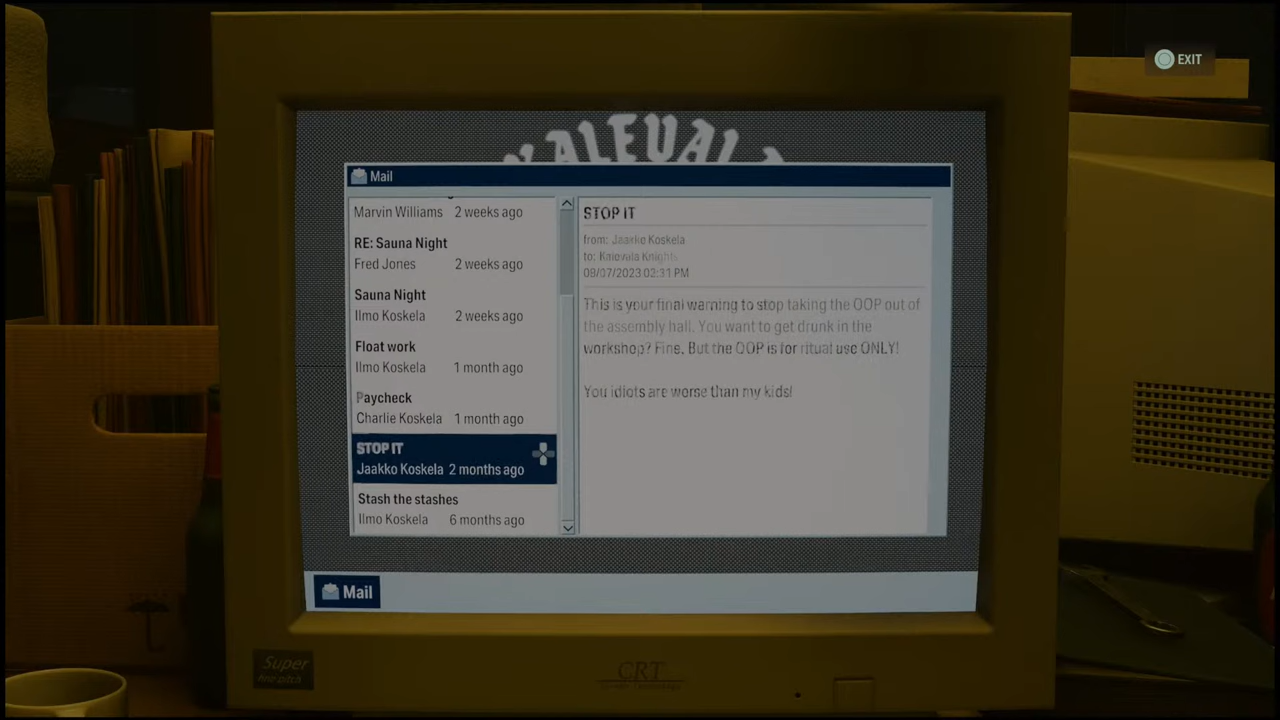 EXIT
KALEVALA
Mail
Marvin Williams 2 weeks ago
RE: Sauna Night
Fred Jones 2 weeks ago
Sauna Night
Ilmo Koskela 2 weeks ago
Float work
Ilmo Koskela 1 month ago
Paycheck
Charlie Koskela 1 month ago
STOP IT
Jaakko Koskela 2 months ago
Stash the stashes
Ilmo Koskela 6 months ago
STOP IT
from: Jaakko Koskela
to: Kalevala Knights
08/07/2023 02:31 PM
This is your final warning to stop taking the OOP out of
the assembly hall. You want to get drunk in the
workshop? Fine. But the OOP is for ritual use ONLY!
You idiots are worse than my kids!
Mail
Super
fine pitch
CRT